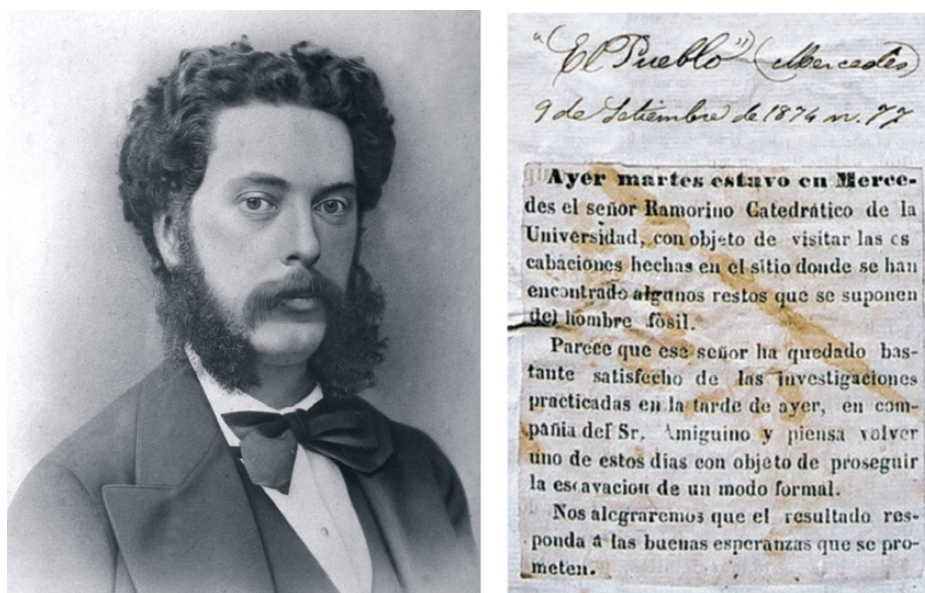 "El Pueblo" (Mercedes)
9 de Setiembre de 1874 n. 77
Ayer martes estuvo en Merce-
des el señor Ramorino Catedrático de la
Universidad, con objeto de visitar las es
cabaciones hechas en el sitio donde se han
encontrado algunos restos que se suponen
del hombre fósil.
Parece que ese señor ha quedado bas-
tante satisfecho de las investigaciones
practicadas en la tarde de ayer, en com-
pañia del Sr. Amiguino y piensa volver
uno de estos dias con objeto de proseguir
la escavacion de un modo formal.
Nos alegraremos que el resultado res-
ponda á las buenas esperanzas que se pro-
meten.